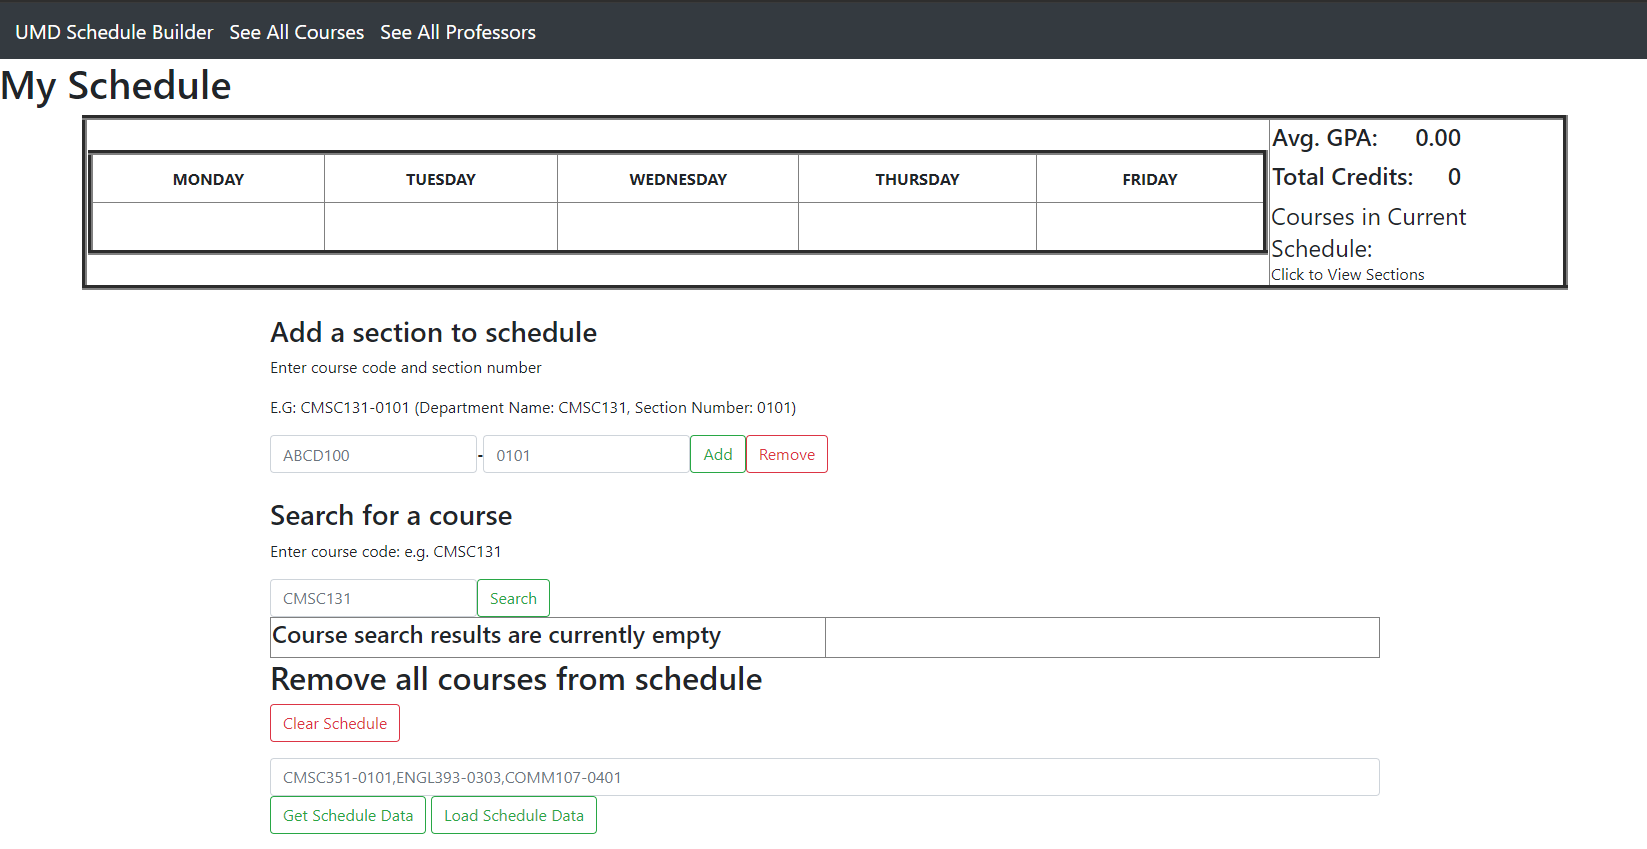 UMD Schedule Builder See All Courses See All Professors
My Schedule
MONDAY TUESDAY WEDNESDAY THURSDAY FRIDAY
Avg. GPA: 0.00
Total Credits: 0
Courses in Current
Schedule:
Click to View Sections
Add a section to schedule
Enter course code and section number
E.G: CMSC131-0101 (Department Name: CMSC131, Section Number: 0101)
ABCD100 - 0101 Add Remove
Search for a course
Enter course code: e.g. CMSC131
CMSC131 Search
Course search results are currently empty
Remove all courses from schedule
Clear Schedule
CMSC351-0101,ENGL393-0303,COMM107-0401
Get Schedule Data Load Schedule Data